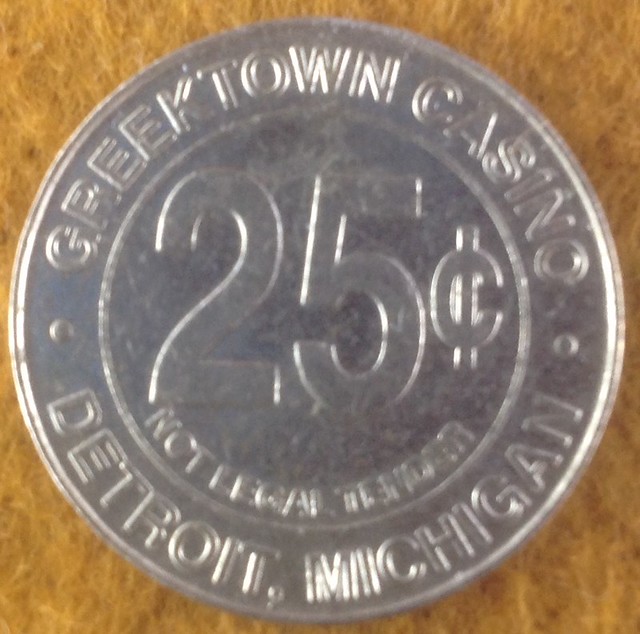 GREEKTOWN CASINO
25¢
NOT LEGAL TENDER
DETROIT, MICHIGAN